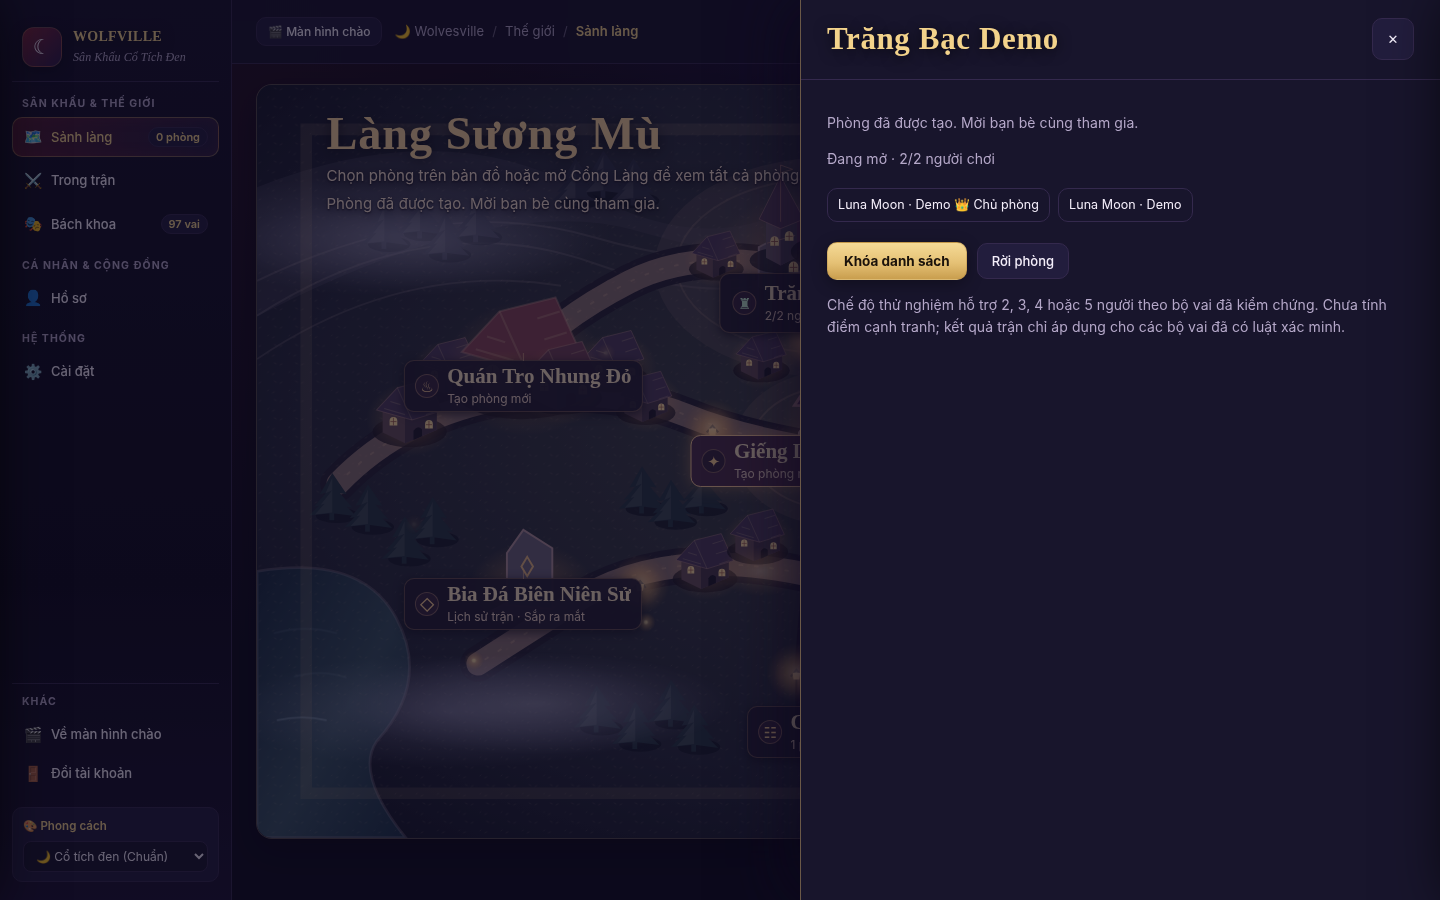 WOLFVILLE
Sân Khấu Cổ Tích Đen
SÂN KHẤU & THẾ GIỚI
Sảnh làng 0 phòng
Trong trận
Bách khoa 97 vai
CÁ NHÂN & CỘNG ĐỒNG
Hồ sơ
HỆ THỐNG
Cài đặt
KHÁC
Về màn hình chào
Đổi tài khoản
Phong cách
Cổ tích đen (Chuẩn)
Màn hình chào Wolvesville / Thế giới / Sảnh làng
Làng Sương Mù
Chọn phòng trên bản đồ hoặc mở Cổng Làng để xem tất cả phòng
Phòng đã được tạo. Mời bạn bè cùng tham gia.
2/2
Quán Trọ Nhung Đỏ
Tạo phòng mới
Giếng
Tạo phòng
Bia Đá Biên Niên Sử
Lịch sử trận · Sắp ra mắt
1
Trăng Bạc Demo
×
Phòng đã được tạo. Mời bạn bè cùng tham gia.
Đang mở · 2/2 người chơi
Luna Moon · Demo 👑 Chủ phòng
Luna Moon · Demo
Khóa danh sách
Rời phòng
Chế độ thử nghiệm hỗ trợ 2, 3, 4 hoặc 5 người theo bộ vai đã kiểm chứng. Chưa tính
điểm cạnh tranh; kết quả trận chỉ áp dụng cho các bộ vai đã có luật xác minh.